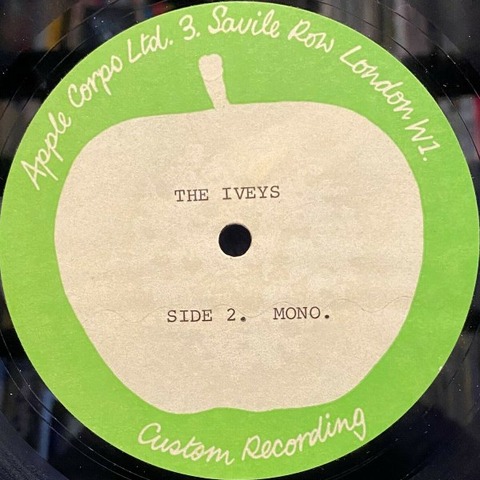 Apple Corps Ltd. 3. Savile Row London W1.
THE IVEYS
SIDE 2. MONO.
Custom Recording